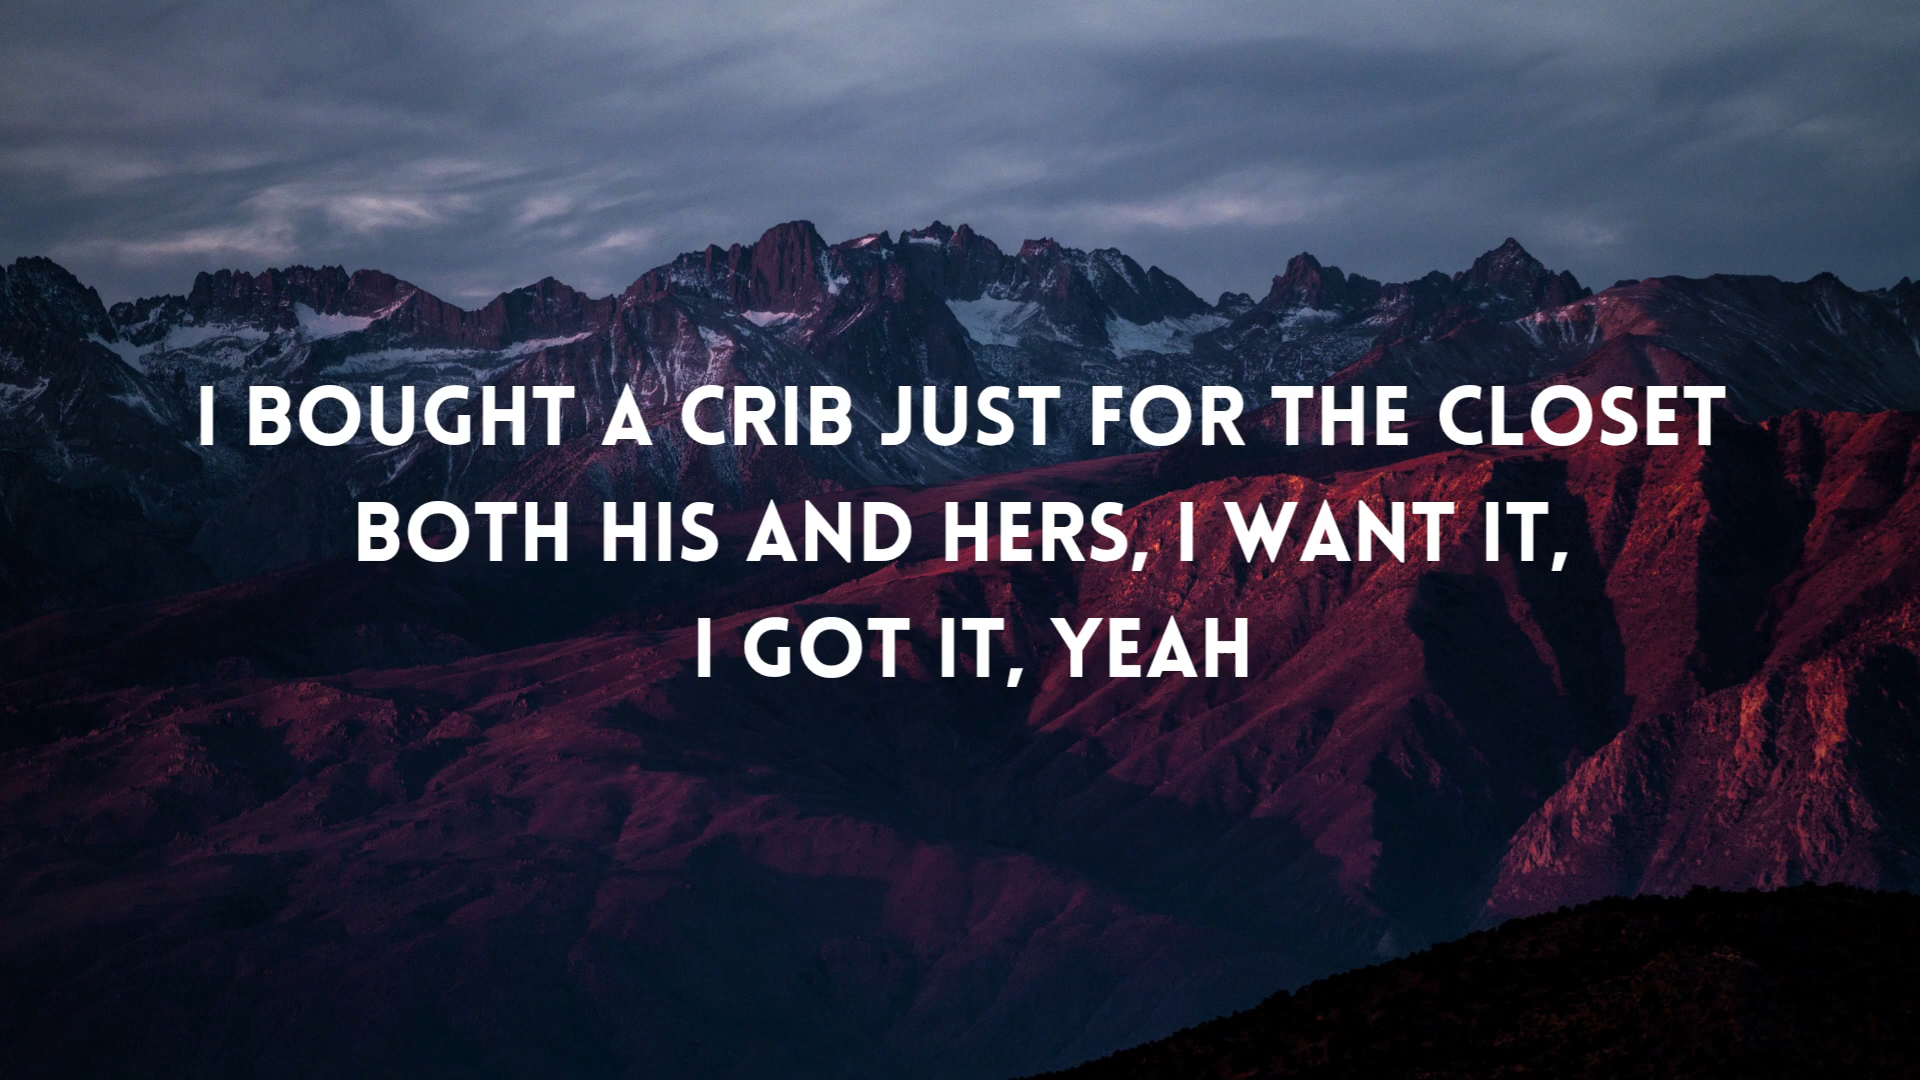 I BOUGHT A CRIB JUST FOR THE CLOSET
BOTH HIS AND HERS, I WANT IT,
I GOT IT, YEAH